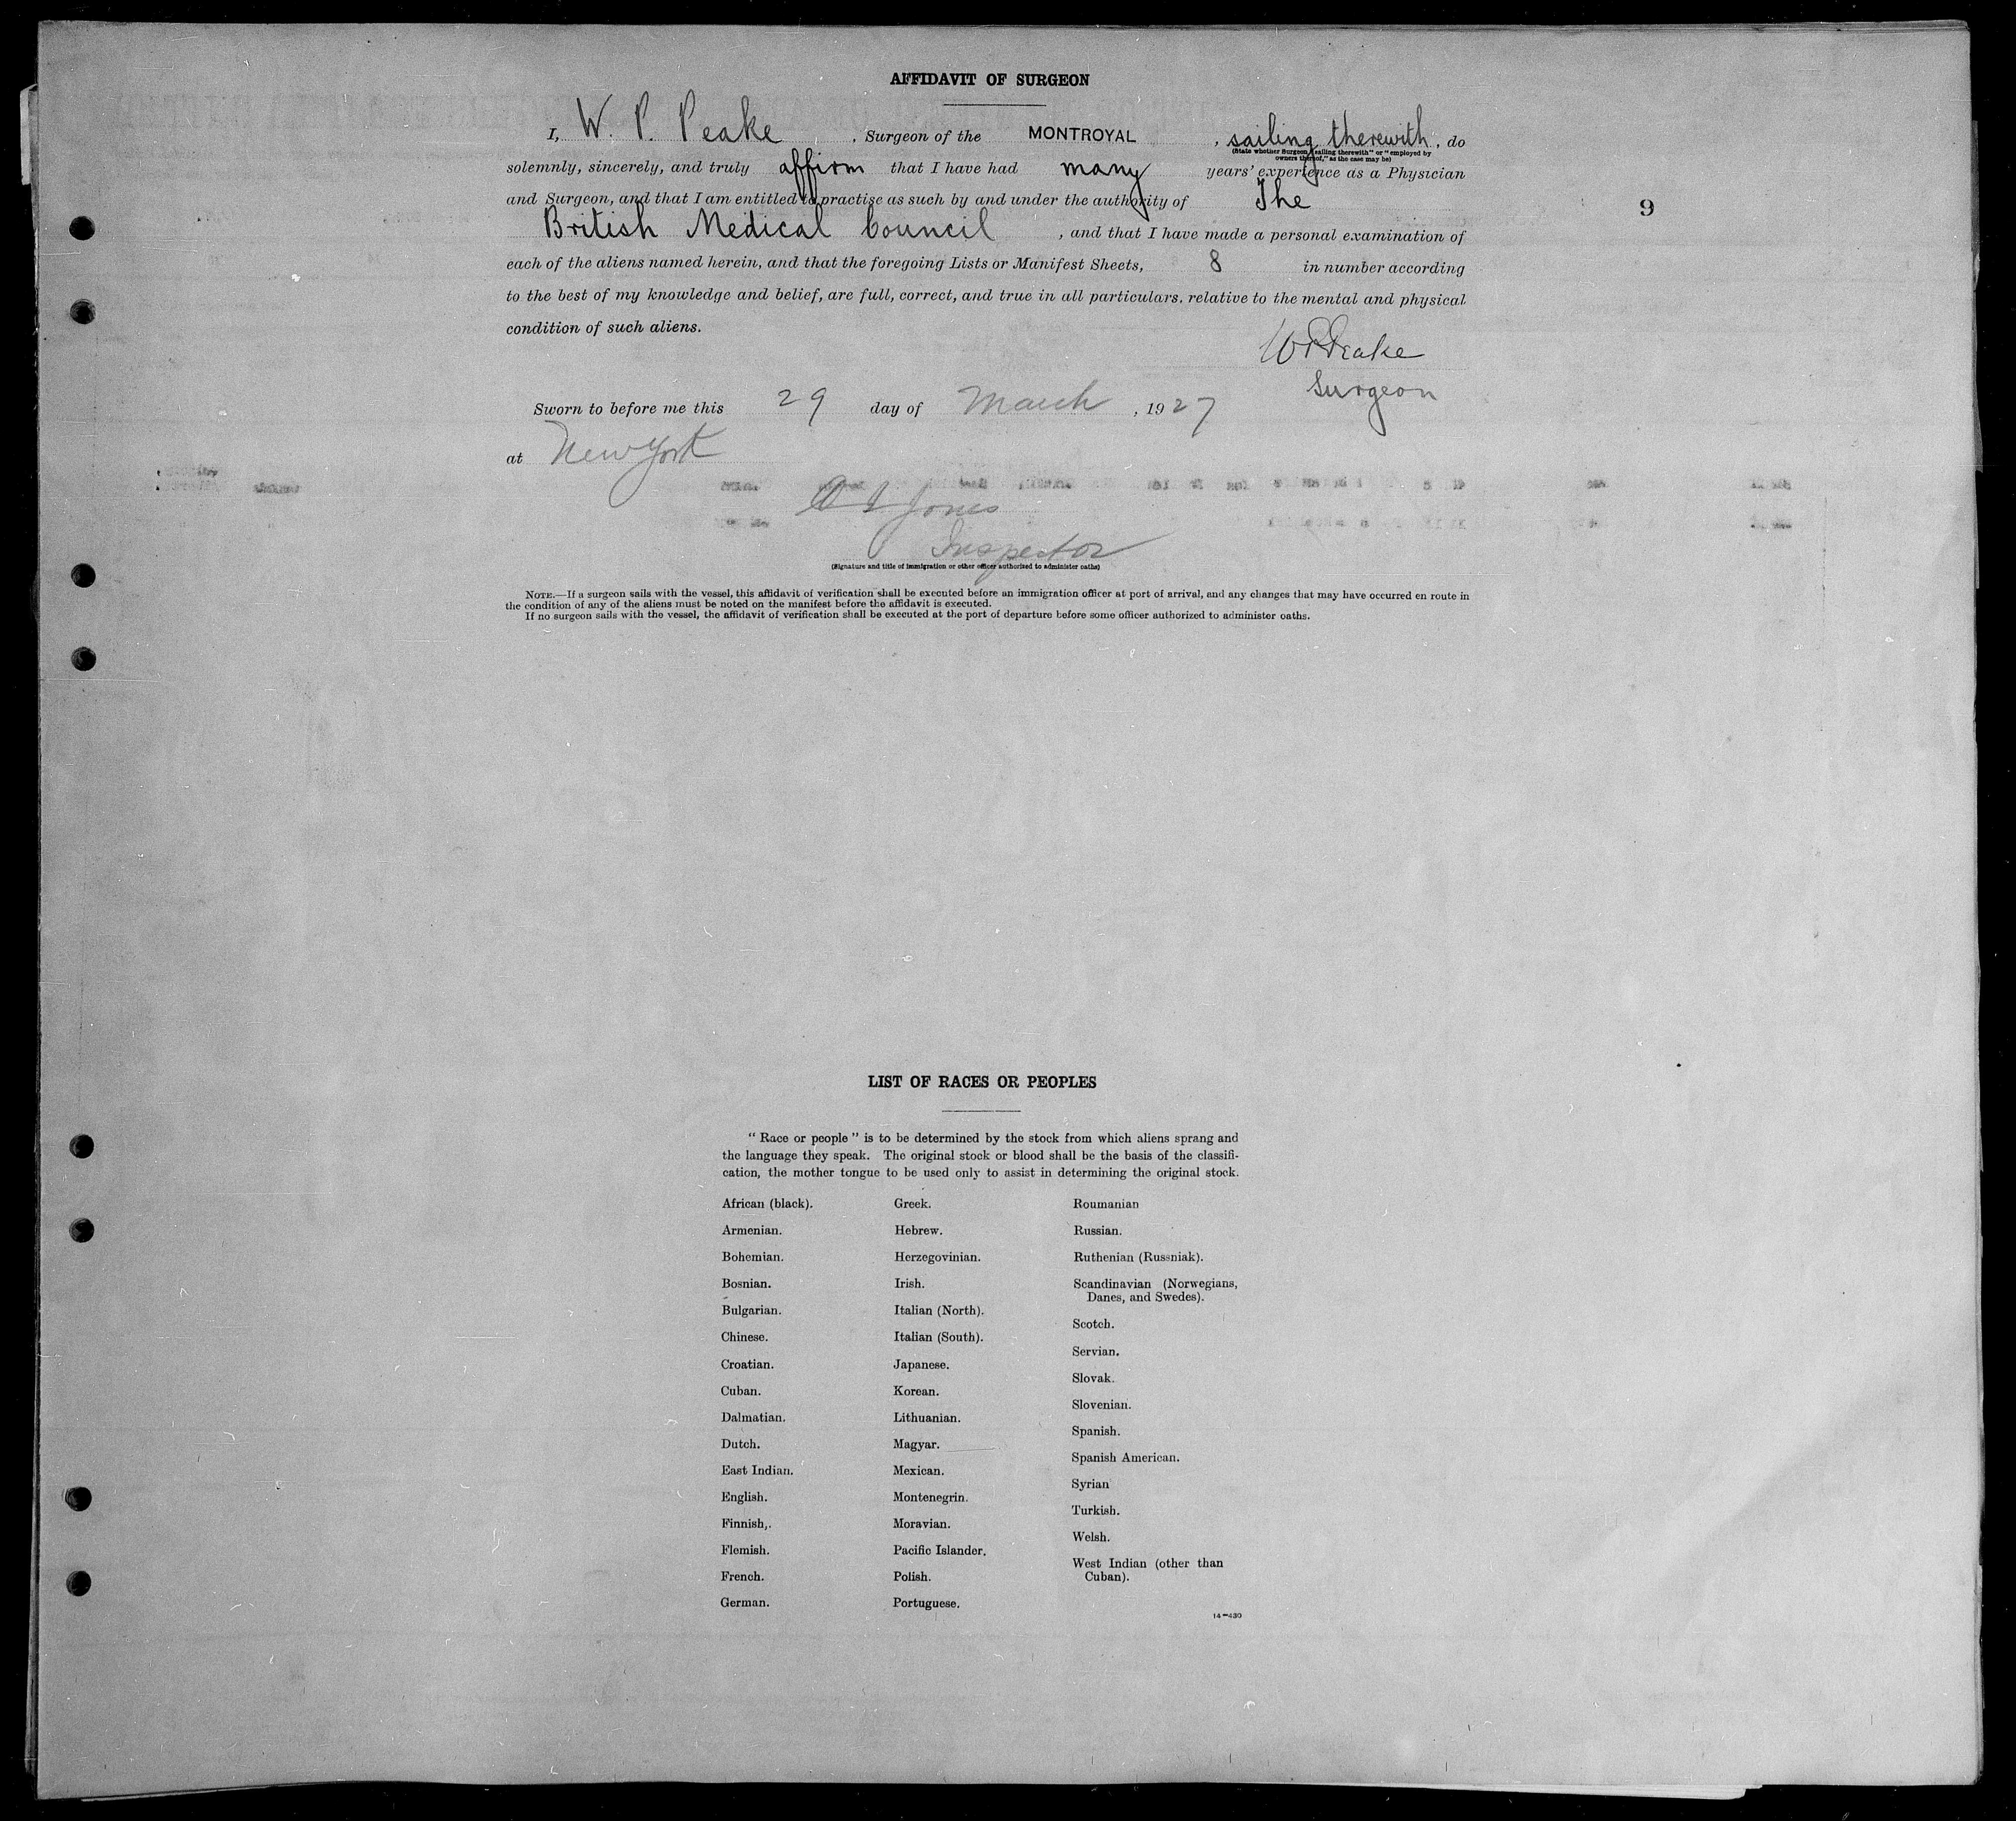 AFFIDAVIT OF SURGEON
I, W. P. Peake, Surgeon of the MONTROYAL, sailing therewith, do
(State whether Surgeon "sailing therewith" or "employed by
owners thereof," as the case may be)
solemnly, sincerely, and truly affirm that I have had many years' experience as a Physician
and Surgeon, and that I am entitled to practise as such by and under the authority of The
9
British Medical Council, and that I have made a personal examination of
each of the aliens named herein, and that the foregoing Lists or Manifest Sheets, 8 in number according
to the best of my knowledge and belief, are full, correct, and true in all particulars, relative to the mental and physical
condition of such aliens.
W P Peake
Surgeon
Sworn to before me this 29 day of March, 1927
at New York
Jones
Inspector
(Signature and title of immigration or other officer authorized to administer oaths)
NOTE.—If a surgeon sails with the vessel, this affidavit of verification shall be executed before an immigration officer at port of arrival, and any changes that may have occurred en route in
the condition of any of the aliens must be noted on the manifest before the affidavit is executed.
If no surgeon sails with the vessel, the affidavit of verification shall be executed at the port of departure before some officer authorized to administer oaths.
LIST OF RACES OR PEOPLES
"Race or people" is to be determined by the stock from which aliens sprang and
the language they speak. The original stock or blood shall be the basis of the classifi-
cation, the mother tongue to be used only to assist in determining the original stock.
African (black).
Armenian.
Bohemian.
Bosnian.
Bulgarian.
Chinese.
Croatian.
Cuban.
Dalmatian.
Dutch.
East Indian.
English.
Finnish,.
Flemish.
French.
German.
Greek.
Hebrew.
Herzegovinian.
Irish.
Italian (North).
Italian (South).
Japanese.
Korean.
Lithuanian.
Magyar.
Mexican.
Montenegrin.
Moravian.
Pacific Islander.
Polish.
Portuguese.
Roumanian
Russian.
Ruthenian (Russniak).
Scandinavian (Norwegians,
Danes, and Swedes).
Scotch.
Servian.
Slovak.
Slovenian.
Spanish.
Spanish American.
Syrian
Turkish.
Welsh.
West Indian (other than
Cuban).
14—430